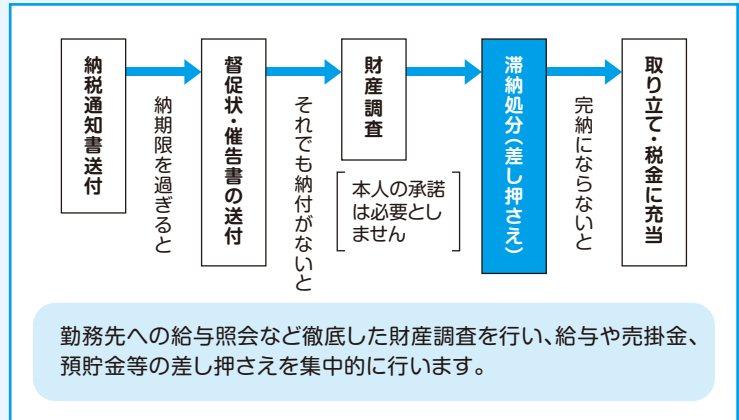 納税通知書送付
納期限を過ぎると
督促状・催告書の送付
それでも納付がないと
財産調査
本人の承諾
は必要とし
ません
滞納処分(差し押さえ)
完納にならないと
取り立て・税金に充当
勤務先への給与照会など徹底した財産調査を行い、給与や売掛金、
預貯金等の差し押さえを集中的に行います。